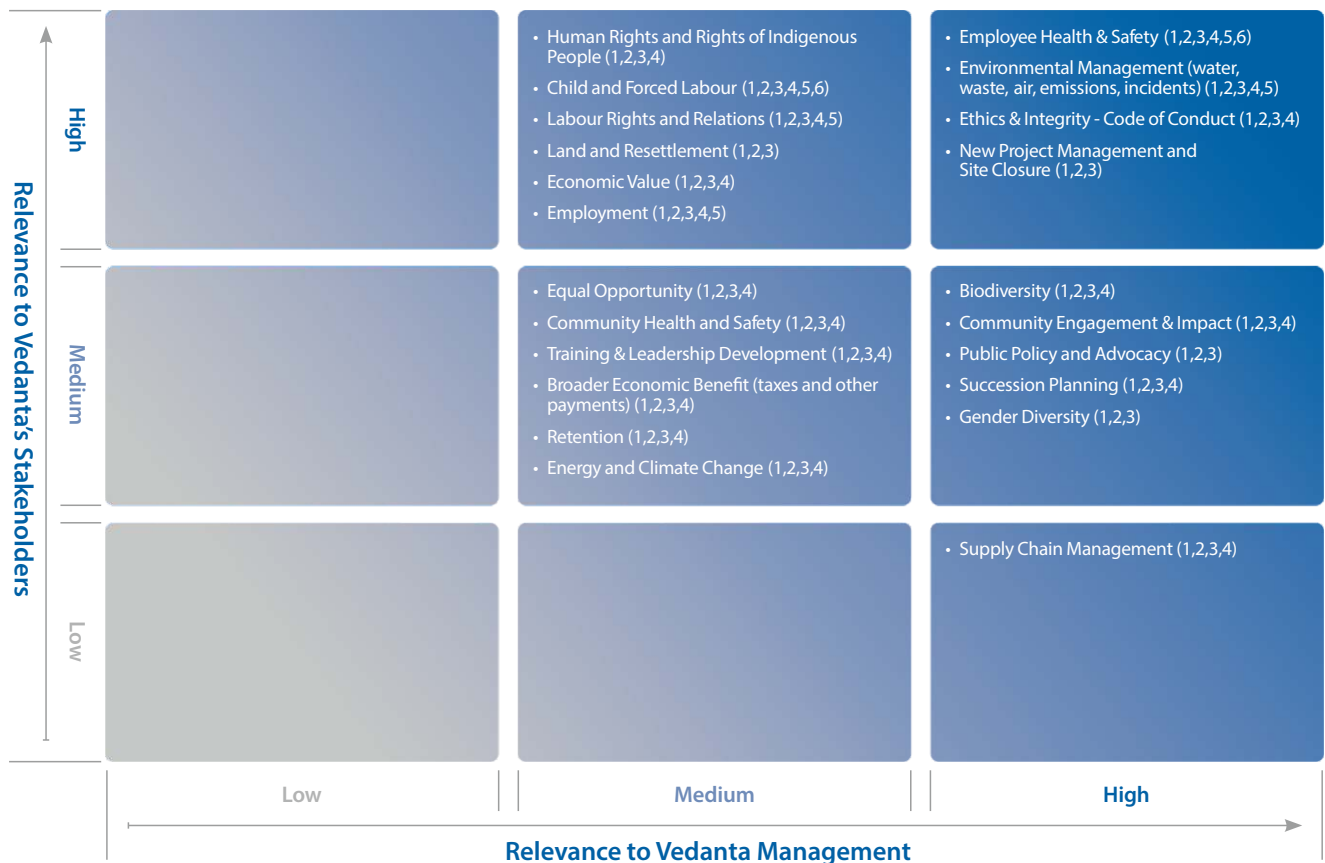 Relevance to Vedanta's Stakeholders
High
• Human Rights and Rights of Indigenous
People (1,2,3,4)
• Child and Forced Labour (1,2,3,4,5,6)
• Labour Rights and Relations (1,2,3,4,5)
• Land and Resettlement (1,2,3)
• Economic Value (1,2,3,4)
• Employment (1,2,3,4,5)
• Employee Health & Safety (1,2,3,4,5,6)
• Environmental Management (water,
waste, air, emissions, incidents) (1,2,3,4,5)
• Ethics & Integrity - Code of Conduct (1,2,3,4)
• New Project Management and
Site Closure (1,2,3)
Medium
• Equal Opportunity (1,2,3,4)
• Community Health and Safety (1,2,3,4)
• Training & Leadership Development (1,2,3,4)
• Broader Economic Benefit (taxes and other
payments) (1,2,3,4)
• Retention (1,2,3,4)
• Energy and Climate Change (1,2,3,4)
• Biodiversity (1,2,3,4)
• Community Engagement & Impact (1,2,3,4)
• Public Policy and Advocacy (1,2,3)
• Succession Planning (1,2,3,4)
• Gender Diversity (1,2,3)
Low
• Supply Chain Management (1,2,3,4)
Low
Medium
High
Relevance to Vedanta Management